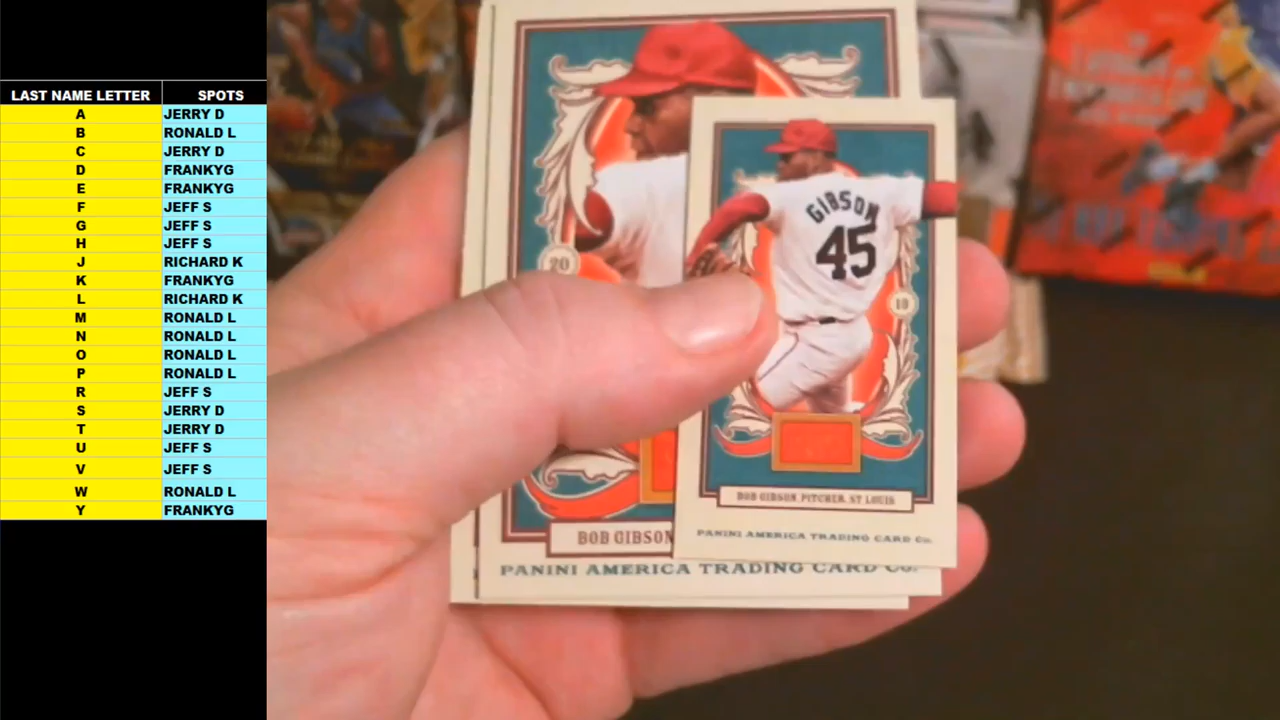 LAST NAME LETTER SPOTS
A JERRY D
B RONALD L
C JERRY D
D FRANKYG
E FRANKYG
F JEFF S
G JEFF S
H JEFF S
J RICHARD K
K FRANKYG
L RICHARD K
M RONALD L
N RONALD L
O RONALD L
P RONALD L
R JEFF S
S JERRY D
T JERRY D
U JEFF S
V JEFF S
W RONALD L
Y FRANKYG
20
BOB GIBSON
PANINI AMERICA TRADING CARD CO.
GIBSON
45
BOB GIBSON, PITCHER, ST LOUIS
PANINI AMERICA TRADING CARD CO.